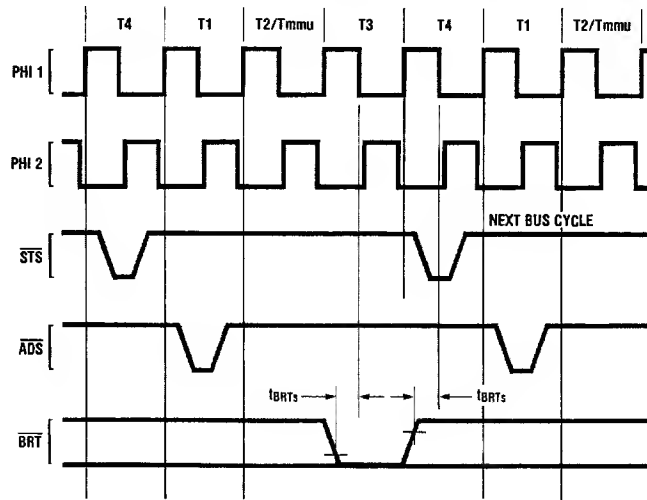 T4 T1 T2/Tmmu T3 T4 T1 T2/Tmmu
PHI 1
PHI 2
NEXT BUS CYCLE
STS
ADS
tBRTs tBRTs
BRT